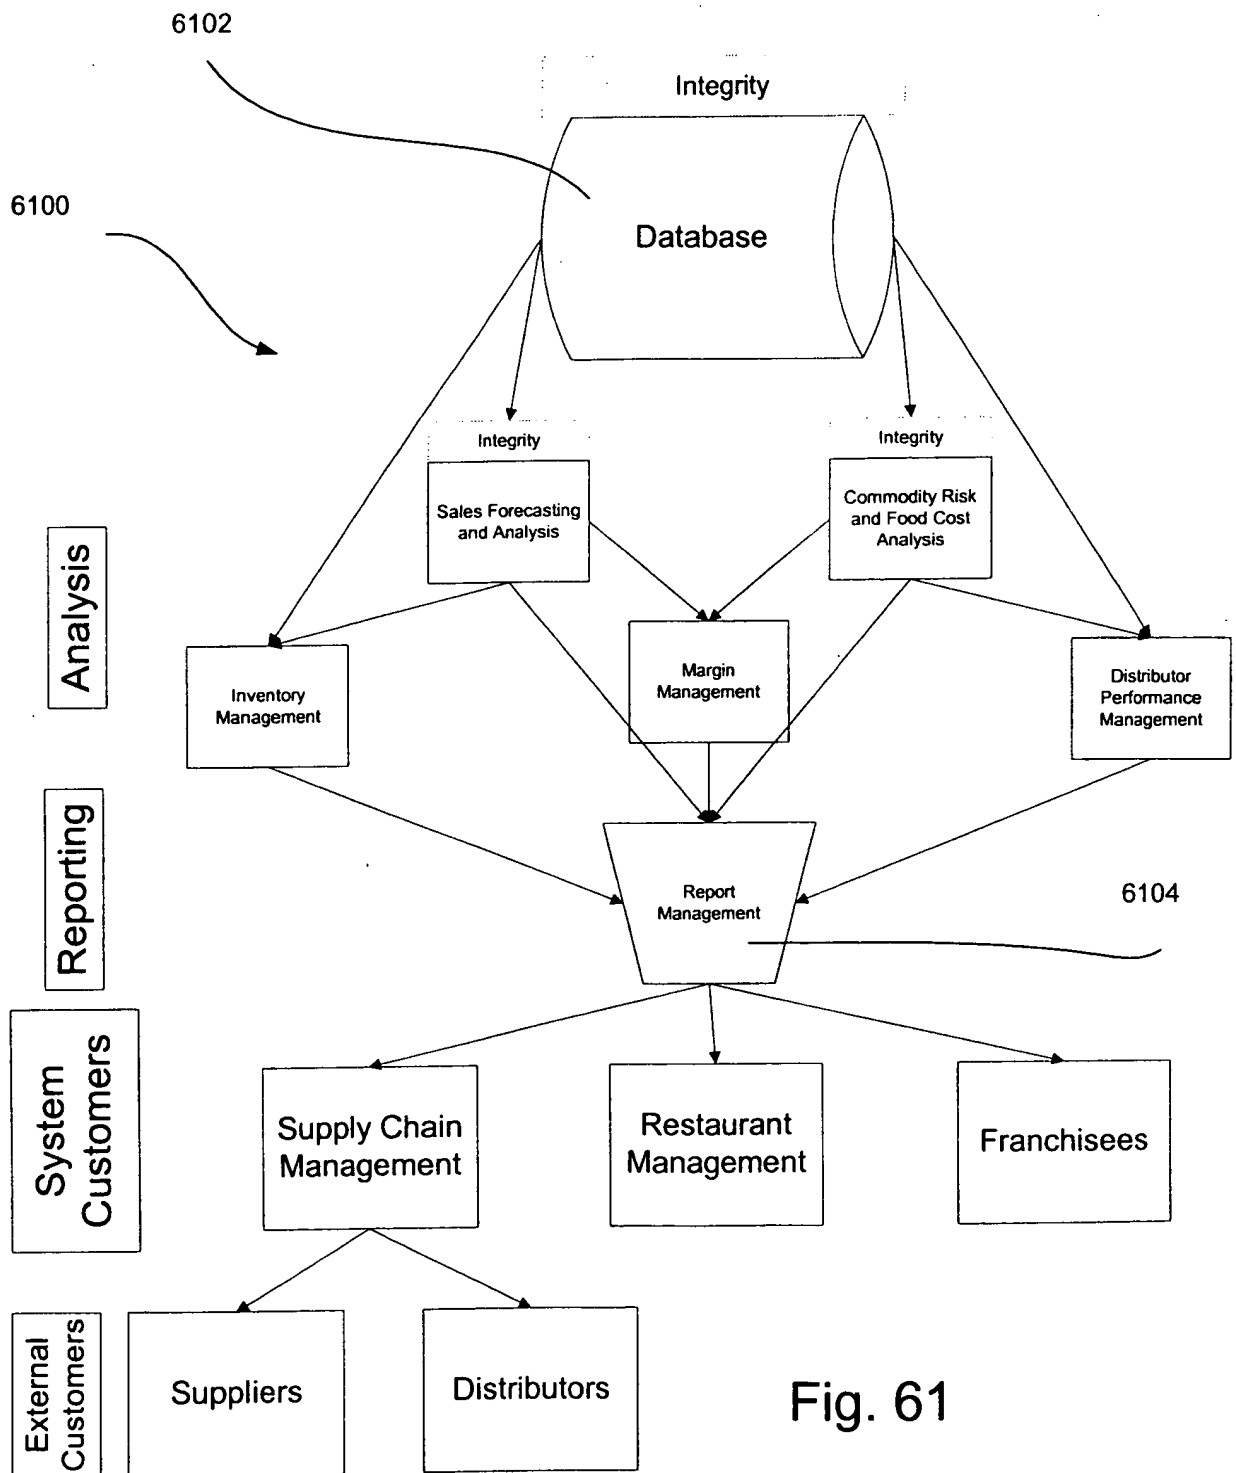 6102
Integrity
6100
Database
Integrity
Integrity
Sales Forecasting
and Analysis
Commodity Risk
and Food Cost
Analysis
Analysis
Inventory
Management
Margin
Management
Distributor
Performance
Management
Reporting
Report
Management
6104
System
Customers
Supply Chain
Management
Restaurant
Management
Franchisees
External
Customers
Suppliers
Distributors
Fig. 61